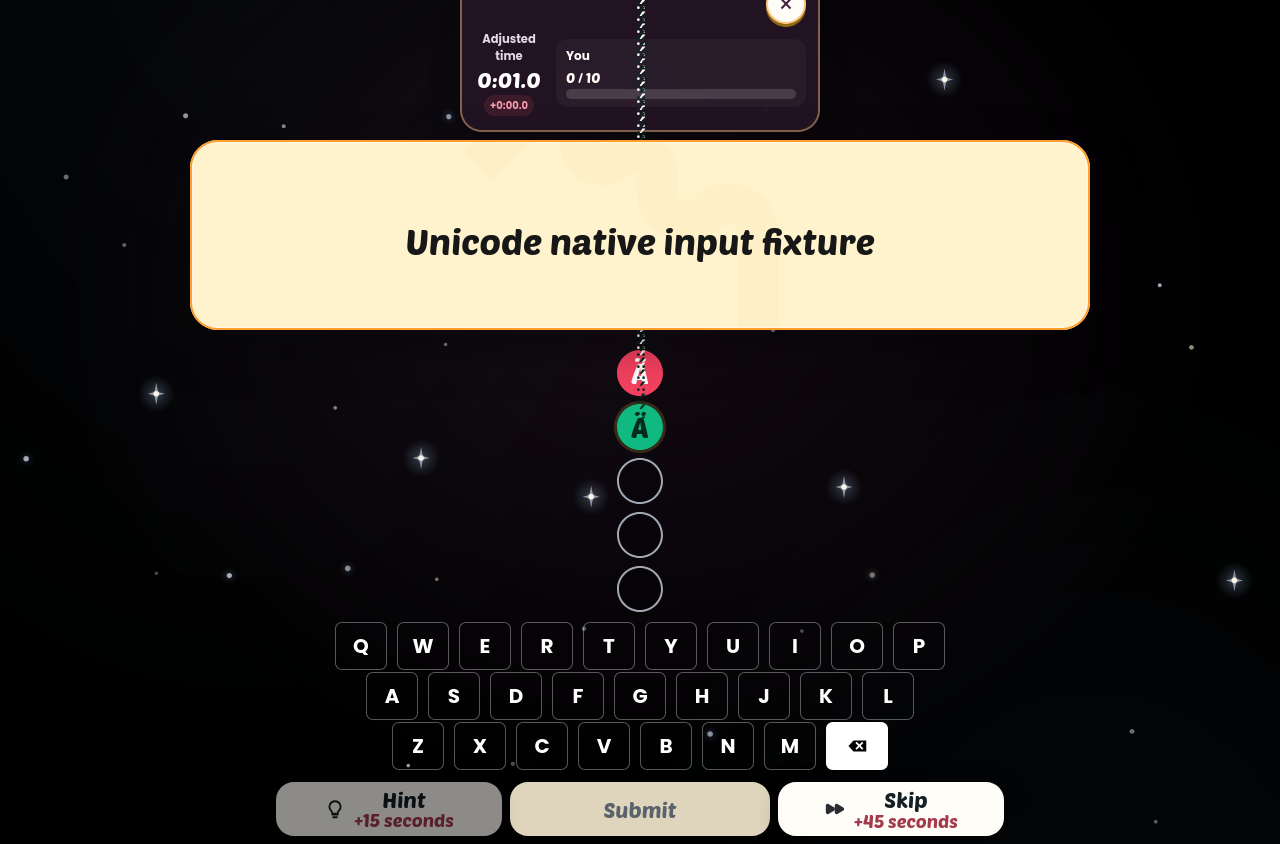 Adjusted
time
0:01.0
+0:00.0
You
0 / 10
Unicode native input fixture
Ä
Q W E R T Y U I O P
A S D F G H J K L
Z X C V B N M
Hint
+15 seconds
Submit
Skip
+45 seconds